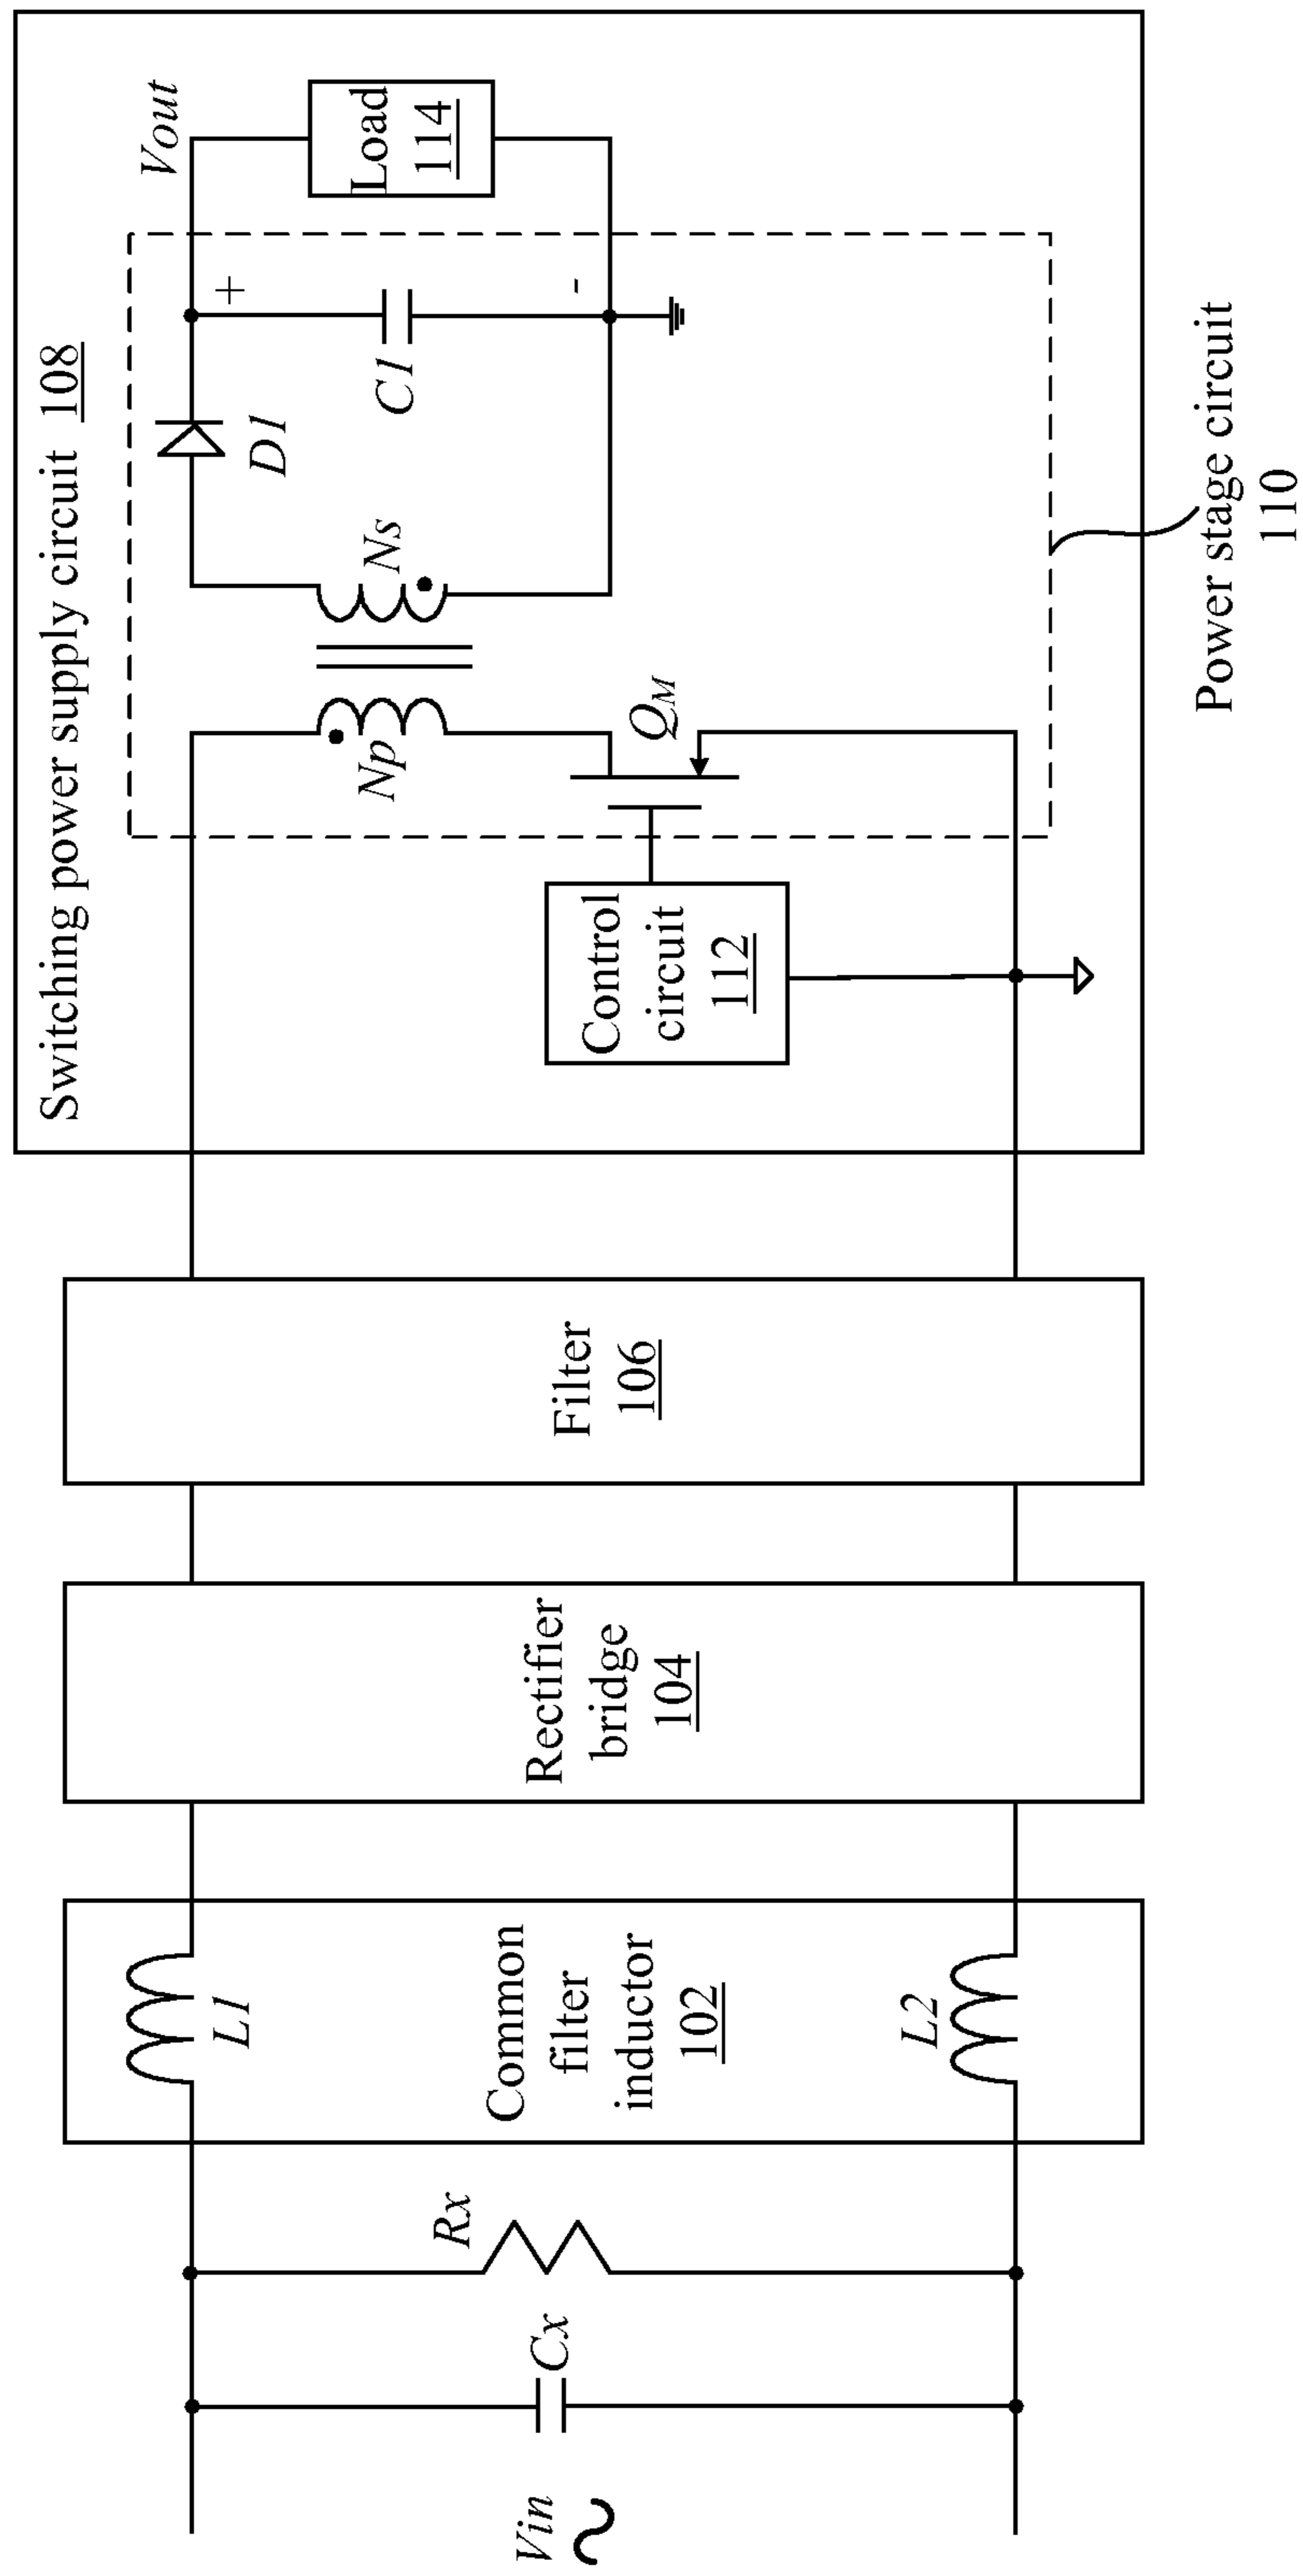 Switching power supply circuit 108
Vin
Cx
Rx
L1
Common
filter
inductor
102
L2
Rectifier
bridge
104
Filter
106
Control
circuit
112
Np
QM
Ns
D1
C1
+
-
Vout
Load
114
Power stage circuit
110